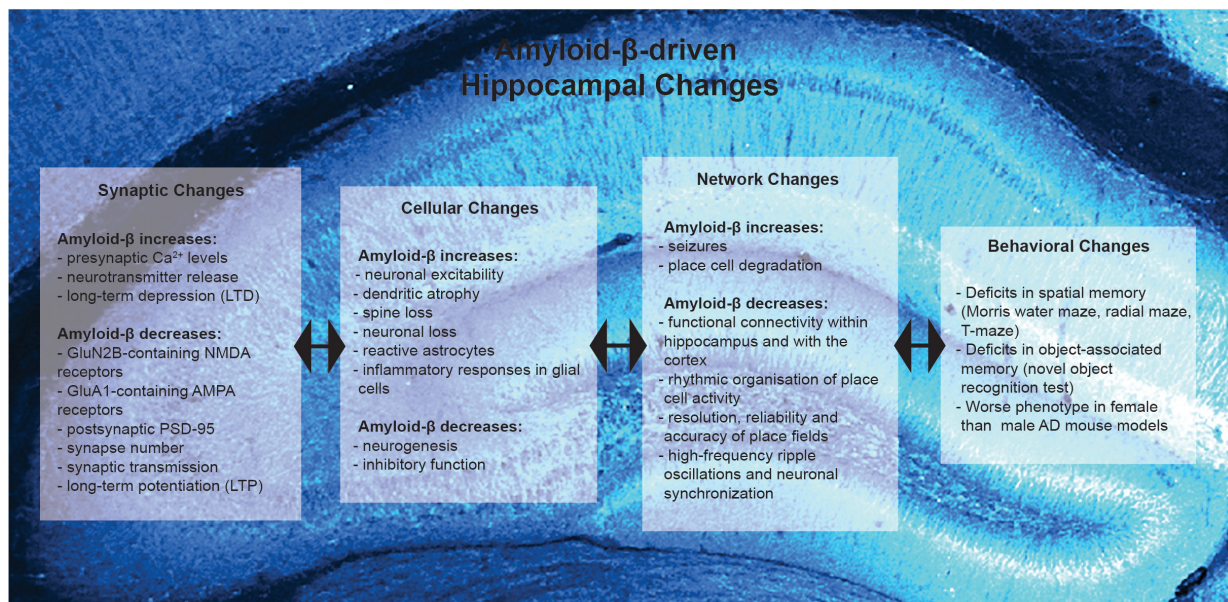 Amyloid-β-driven
Hippocampal Changes
Synaptic Changes
Amyloid-β increases:
- presynaptic Ca²⁺ levels
- neurotransmitter release
- long-term depression (LTD)
Amyloid-β decreases:
- GluN2B-containing NMDA
receptors
- GluA1-containing AMPA
receptors
- postsynaptic PSD-95
- synapse number
- synaptic transmission
- long-term potentiation (LTP)
Cellular Changes
Amyloid-β increases:
- neuronal excitability
- dendritic atrophy
- spine loss
- neuronal loss
- reactive astrocytes
- inflammatory responses in glial
cells
Amyloid-β decreases:
- neurogenesis
- inhibitory function
Network Changes
Amyloid-β increases:
- seizures
- place cell degradation
Amyloid-β decreases:
- functional connectivity within
hippocampus and with the
cortex
- rhythmic organisation of place
cell activity
- resolution, reliability and
accuracy of place fields
- high-frequency ripple
oscillations and neuronal
synchronization
Behavioral Changes
- Deficits in spatial memory
(Morris water maze, radial maze,
T-maze)
- Deficits in object-associated
memory (novel object
recognition test)
- Worse phenotype in female
than male AD mouse models